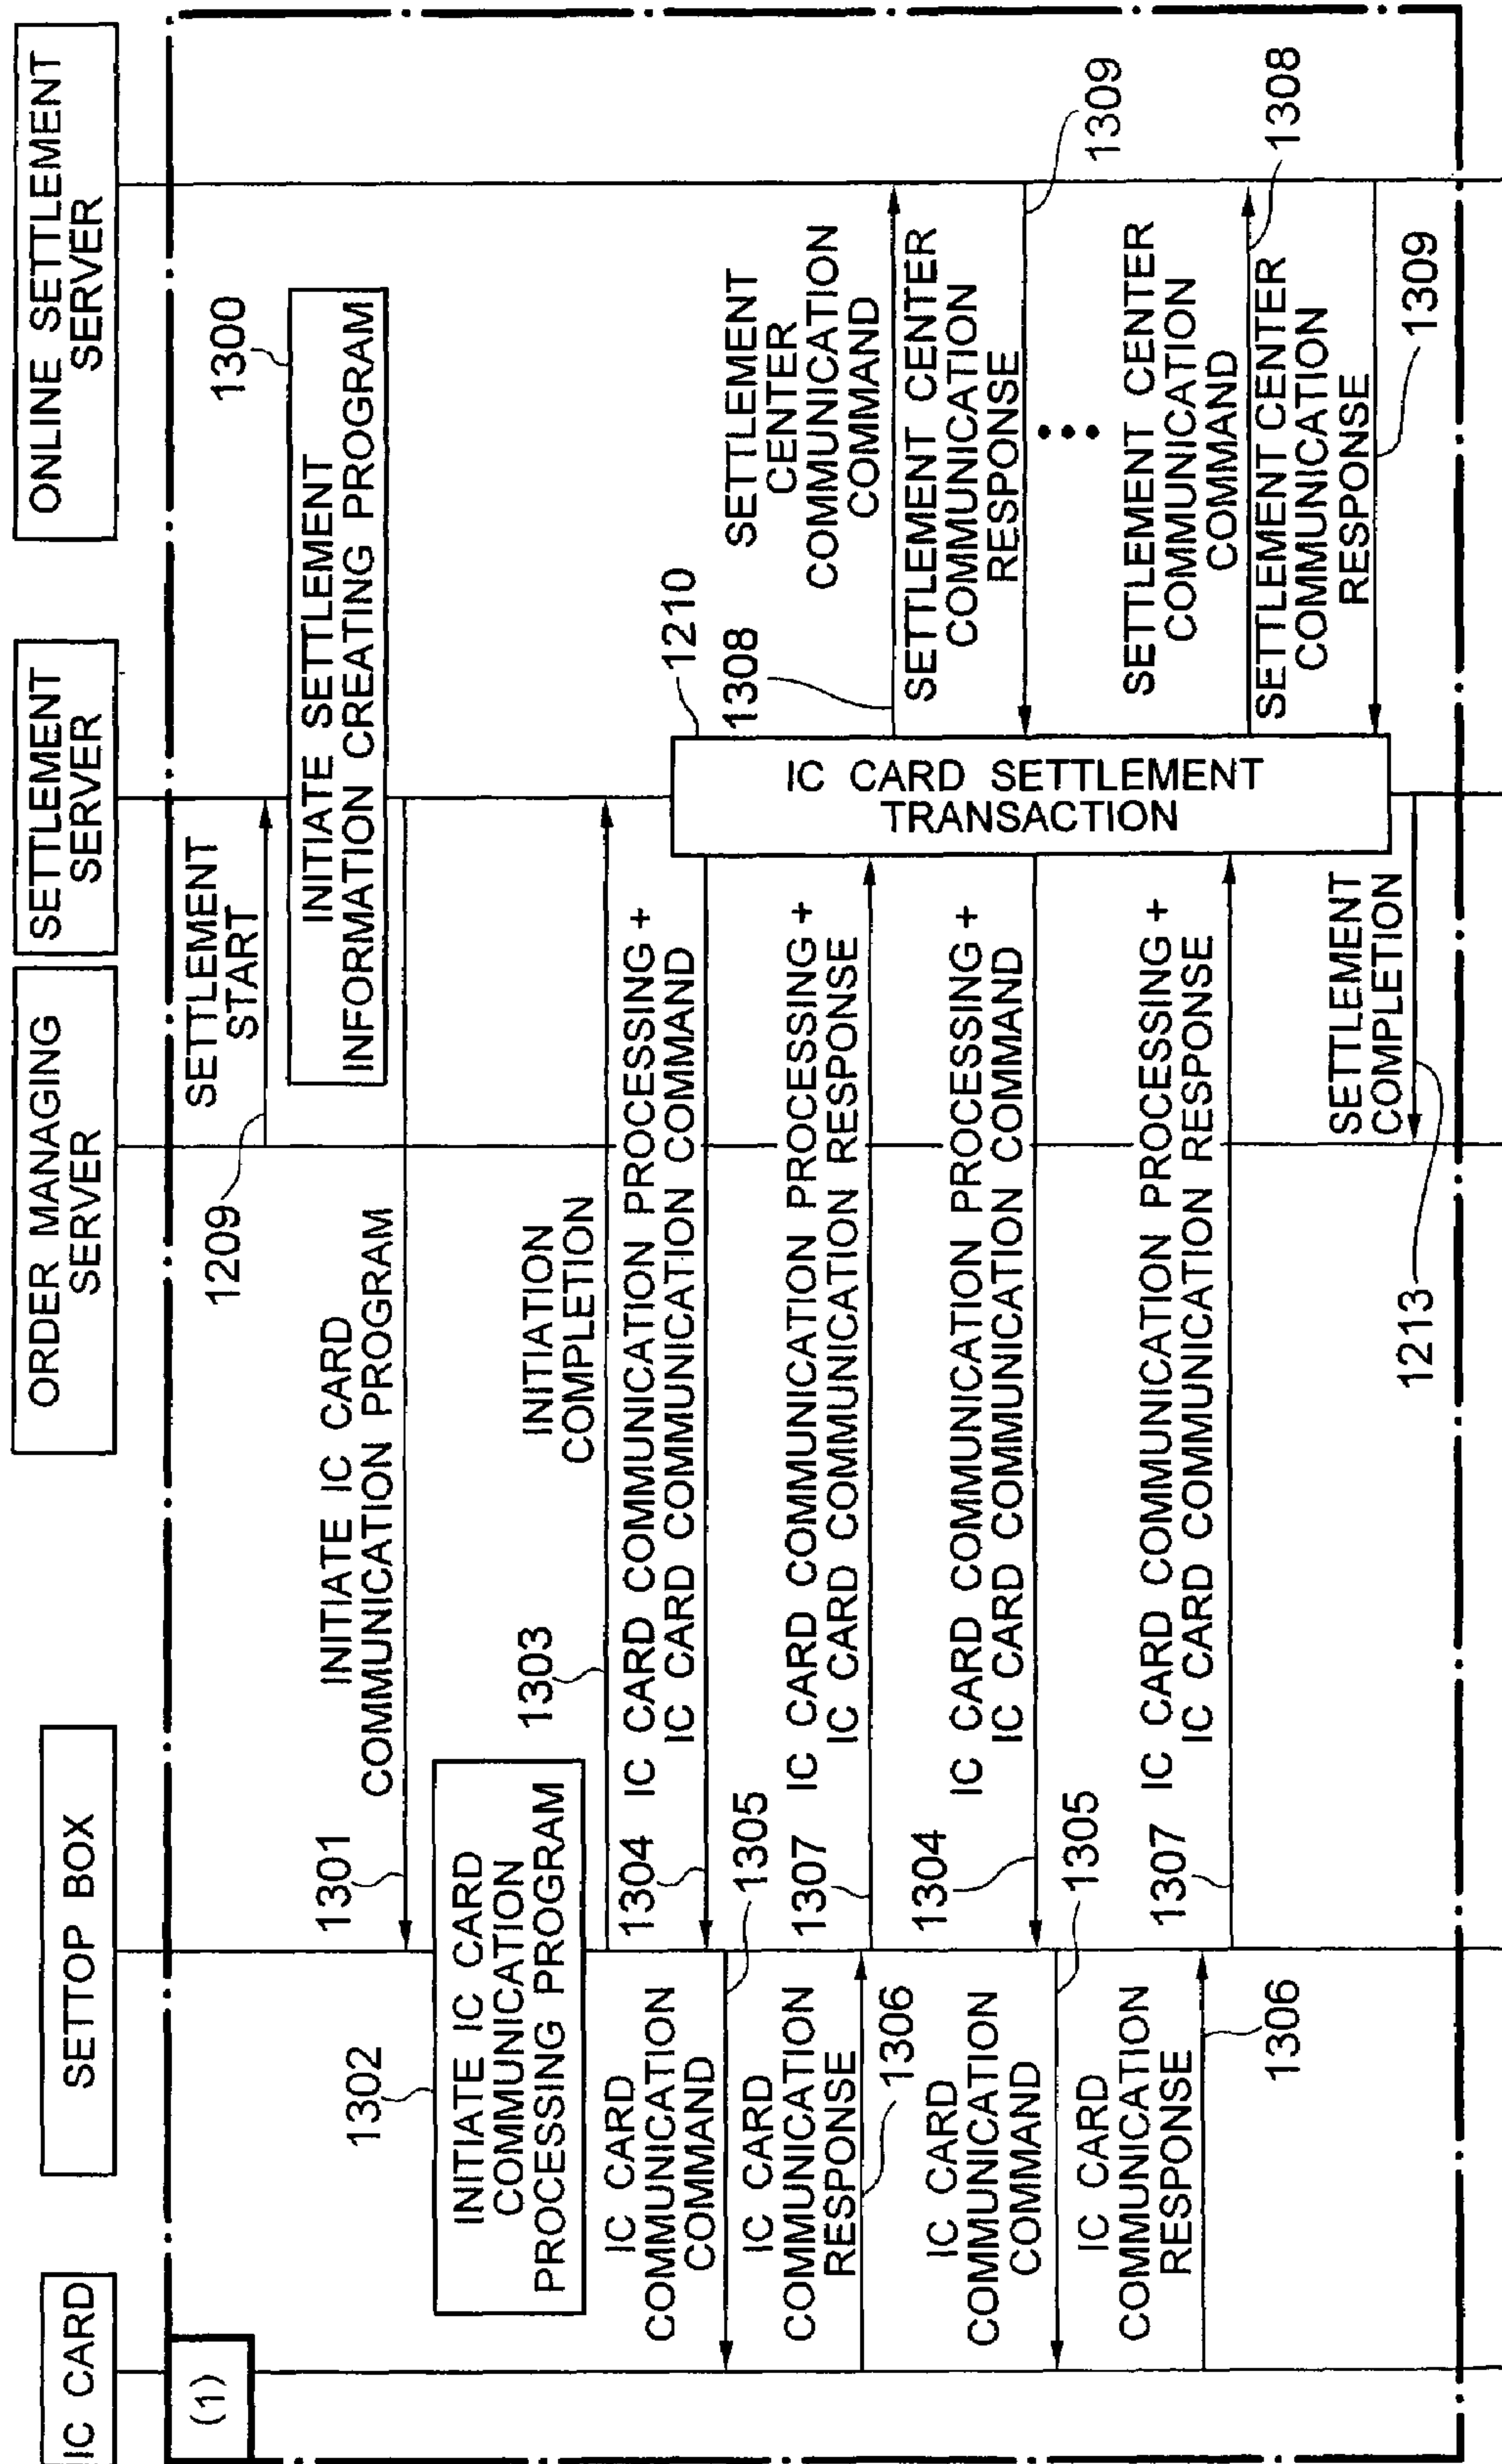 IC CARD
SETTOP BOX
ORDER MANAGING
SERVER
SETTLEMENT
SERVER
ONLINE SETTLEMENT
SERVER
(1)
SETTLEMENT
START
1209
1300
INITIATE SETTLEMENT
INFORMATION CREATING PROGRAM
INITIATE IC CARD
COMMUNICATION PROGRAM
1301
1302
INITIATE IC CARD
COMMUNICATION
PROCESSING PROGRAM
INITIATION
COMPLETION
1303
1304
IC CARD COMMUNICATION PROCESSING +
IC CARD COMMUNICATION COMMAND
1210
IC CARD SETTLEMENT
TRANSACTION
IC CARD
COMMUNICATION
COMMAND
1305
IC CARD
COMMUNICATION
RESPONSE
1306
1307
IC CARD COMMUNICATION PROCESSING +
IC CARD COMMUNICATION RESPONSE
1308
SETTLEMENT
CENTER
COMMUNICATION
COMMAND
SETTLEMENT CENTER
COMMUNICATION
RESPONSE
1309
1304
IC CARD COMMUNICATION PROCESSING +
IC CARD COMMUNICATION COMMAND
IC CARD
COMMUNICATION
COMMAND
1305
IC CARD
COMMUNICATION
RESPONSE
1306
1307
IC CARD COMMUNICATION PROCESSING +
IC CARD COMMUNICATION RESPONSE
SETTLEMENT CENTER
COMMUNICATION
COMMAND
1308
SETTLEMENT CENTER
COMMUNICATION
RESPONSE
1309
SETTLEMENT
COMPLETION
1213